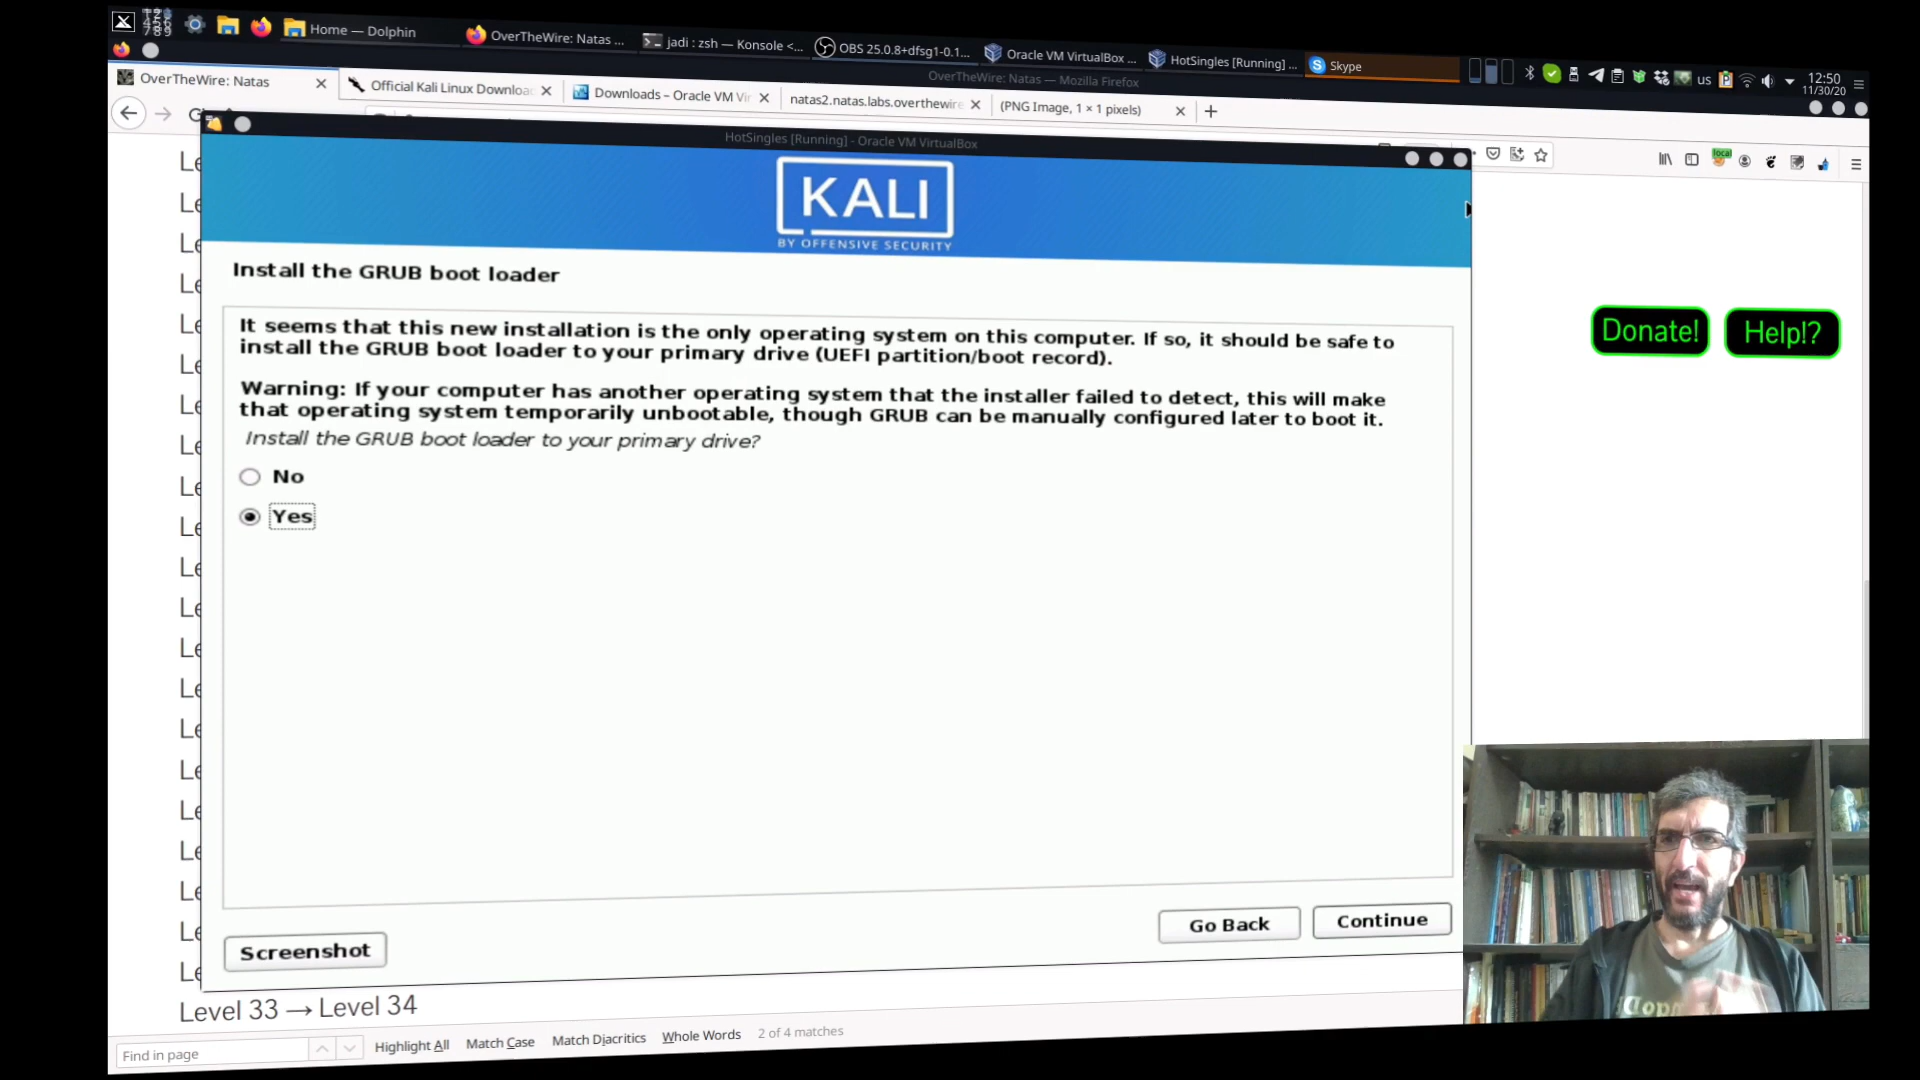 123
456
789
Home — Dolphin
OverTheWire: Natas ...
jadi : zsh — Konsole <...
OBS 25.0.8+dfsg1-0.1...
Oracle VM VirtualBox ...
HotSingles [Running] ...
Skype
us
12:50
11/30/20
OverTheWire: Natas — Mozilla Firefox
OverTheWire: Natas
Official Kali Linux Downloa
Downloads – Oracle VM Vir
natas2.natas.labs.overthewire
(PNG Image, 1 × 1 pixels)
local
HotSingles [Running] - Oracle VM VirtualBox
KALI
BY OFFENSIVE SECURITY
Install the GRUB boot loader
It seems that this new installation is the only operating system on this computer. If so, it should be safe to
install the GRUB boot loader to your primary drive (UEFI partition/boot record).
Warning: If your computer has another operating system that the installer failed to detect, this will make
that operating system temporarily unbootable, though GRUB can be manually configured later to boot it.
Install the GRUB boot loader to your primary drive?
No
Yes
Donate!
Help!?
Go Back
Continue
Screenshot
Level 33 → Level 34
Find in page
Highlight All
Match Case
Match Diacritics
Whole Words
2 of 4 matches